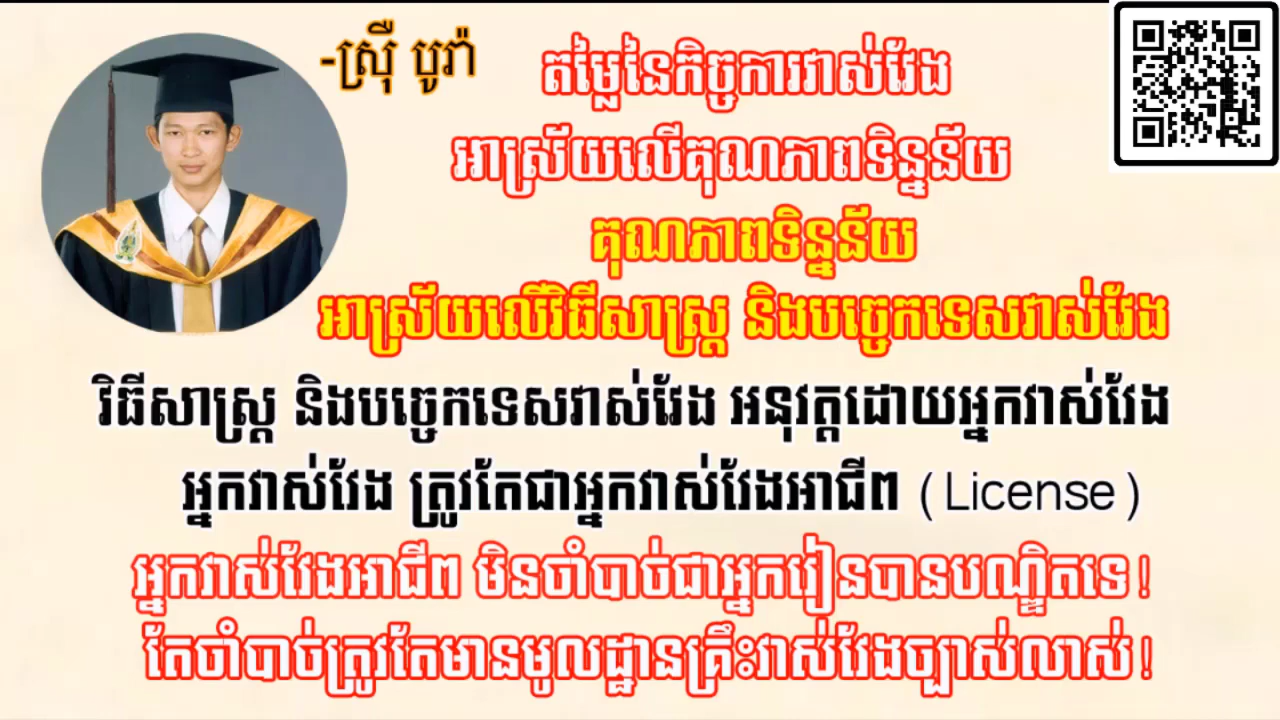 -ស្រ៊ី បូរ៉ា
តម្លៃនៃកិច្ចការវាស់វែង
អាស្រ័យលើគុណភាពទិន្នន័យ
គុណភាពទិន្នន័យ
អាស្រ័យលើវិធីសាស្ត្រ និងបច្ចេកទេសវាស់វែង
វិធីសាស្ត្រ និងបច្ចេកទេសវាស់វែង អនុវត្តដោយអ្នកវាស់វែង
អ្នកវាស់វែង ត្រូវតែជាអ្នកវាស់វែងអាជីព (License)
អ្នកវាស់វែងអាជីព មិនចាំបាច់ជាអ្នករៀនបានបណ្ឌិតទេ!
តែចាំបាច់ត្រូវតែមានមូលដ្ឋានគ្រឹះវាស់វែងច្បាស់លាស់!